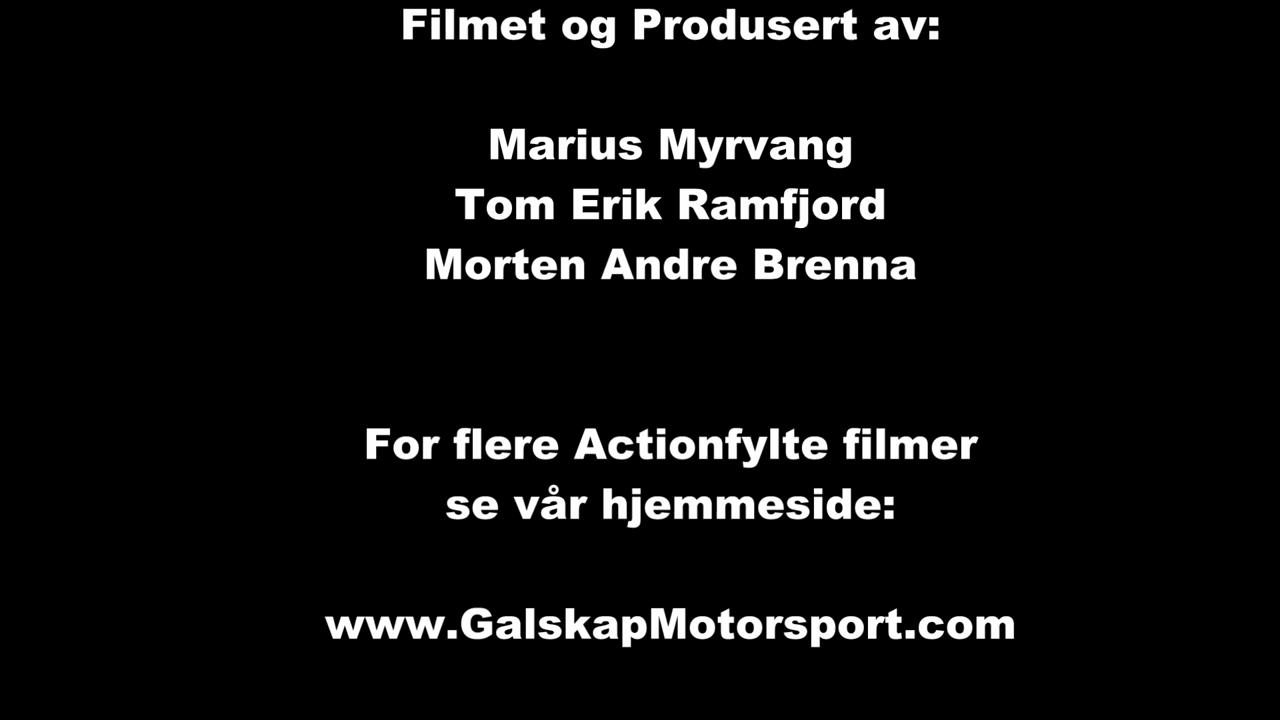 Filmet og Produsert av:
Marius Myrvang
Tom Erik Ramfjord
Morten Andre Brenna
For flere Actionfylte filmer
se vår hjemmeside:
www.GalskapMotorsport.com